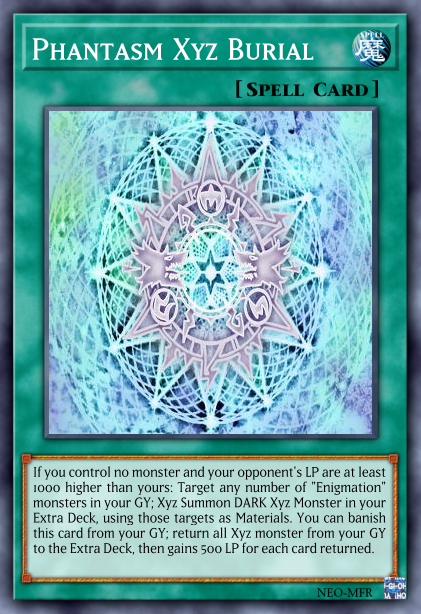 Phantasm Xyz Burial
SPELL
魔
[Spell Card]
If you control no monster and your opponent's LP are at least
1000 higher than yours: Target any number of "Enigmation"
monsters in your GY; Xyz Summon DARK Xyz Monster in your
Extra Deck, using those targets as Materials. You can banish
this card from your GY; return all Xyz monster from your GY
to the Extra Deck, then gains 500 LP for each card returned.
NEO-MFR